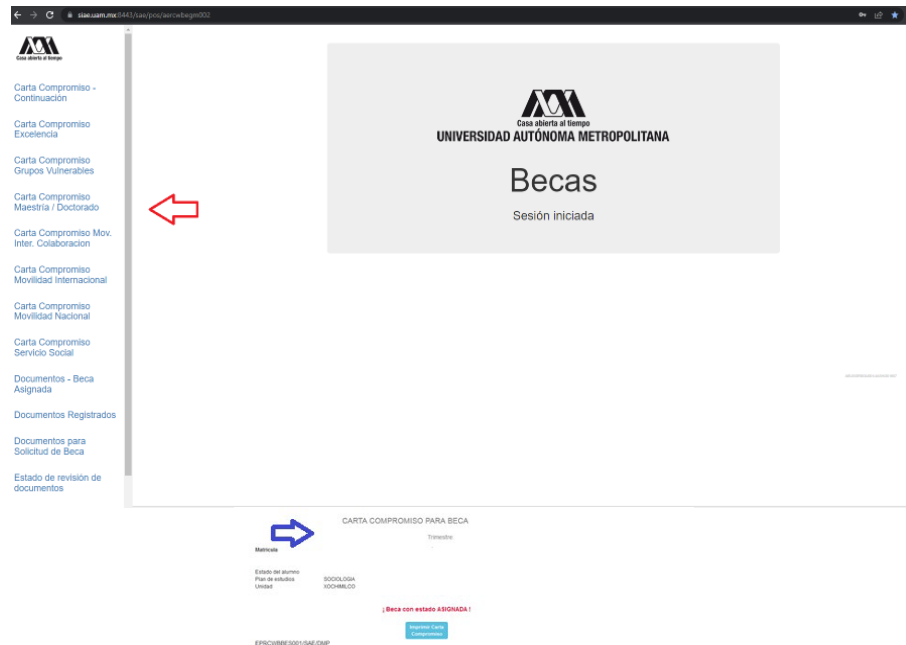 siae.uam.mx:8443/sae/pos/aercwbegm002
Casa abierta al tiempo
Carta Compromiso -
Continuación
Carta Compromiso
Excelencia
Carta Compromiso
Grupos Vulnerables
Carta Compromiso
Maestría / Doctorado
Carta Compromiso Mov.
Inter. Colaboracion
Carta Compromiso
Movilidad Internacional
Carta Compromiso
Movilidad Nacional
Carta Compromiso
Servicio Social
Documentos - Beca
Asignada
Documentos Registrados
Documentos para
Solicitud de Beca
Estado de revisión de
documentos
Casa abierta al tiempo
UNIVERSIDAD AUTÓNOMA METROPOLITANA
Becas
Sesión iniciada
CARTA COMPROMISO PARA BECA
Trimestre
Matrícula
Estado del alumno
Plan de estudios SOCIOLOGIA
Unidad XOCHIMILCO
¡ Beca con estado ASIGNADA !
Imprime Carta
Compromiso